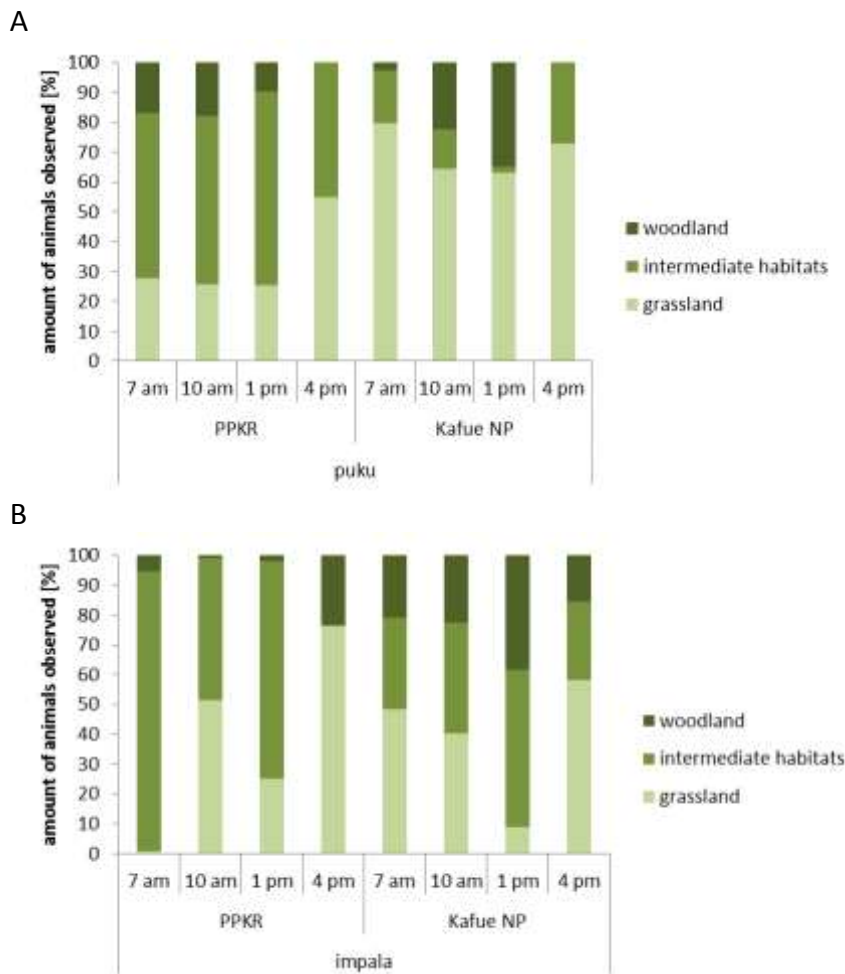 A
amount of animals observed [%]
100
90
80
70
60
50
40
30
20
10
0
7 am 10 am 1 pm 4 pm 7 am 10 am 1 pm 4 pm
PPKR Kafue NP
puku
woodland
intermediate habitats
grassland
B
amount of animals observed [%]
100
90
80
70
60
50
40
30
20
10
0
7 am 10 am 1 pm 4 pm 7 am 10 am 1 pm 4 pm
PPKR Kafue NP
impala
woodland
intermediate habitats
grassland